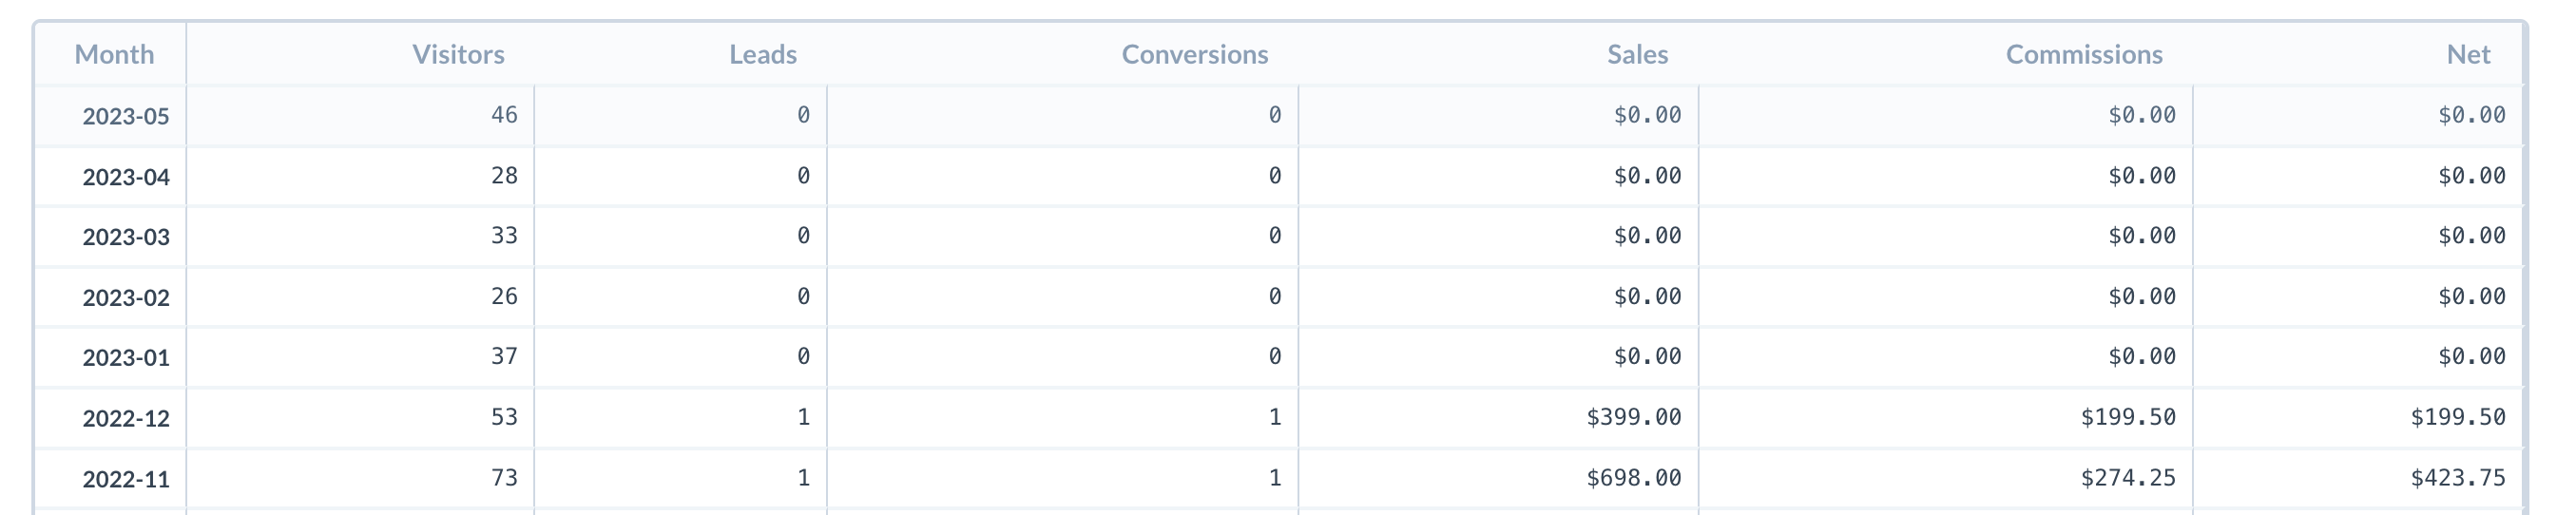 Month Visitors Leads Conversions Sales Commissions Net
2023-05 46 0 0 $0.00 $0.00 $0.00
2023-04 28 0 0 $0.00 $0.00 $0.00
2023-03 33 0 0 $0.00 $0.00 $0.00
2023-02 26 0 0 $0.00 $0.00 $0.00
2023-01 37 0 0 $0.00 $0.00 $0.00
2022-12 53 1 1 $399.00 $199.50 $199.50
2022-11 73 1 1 $698.00 $274.25 $423.75